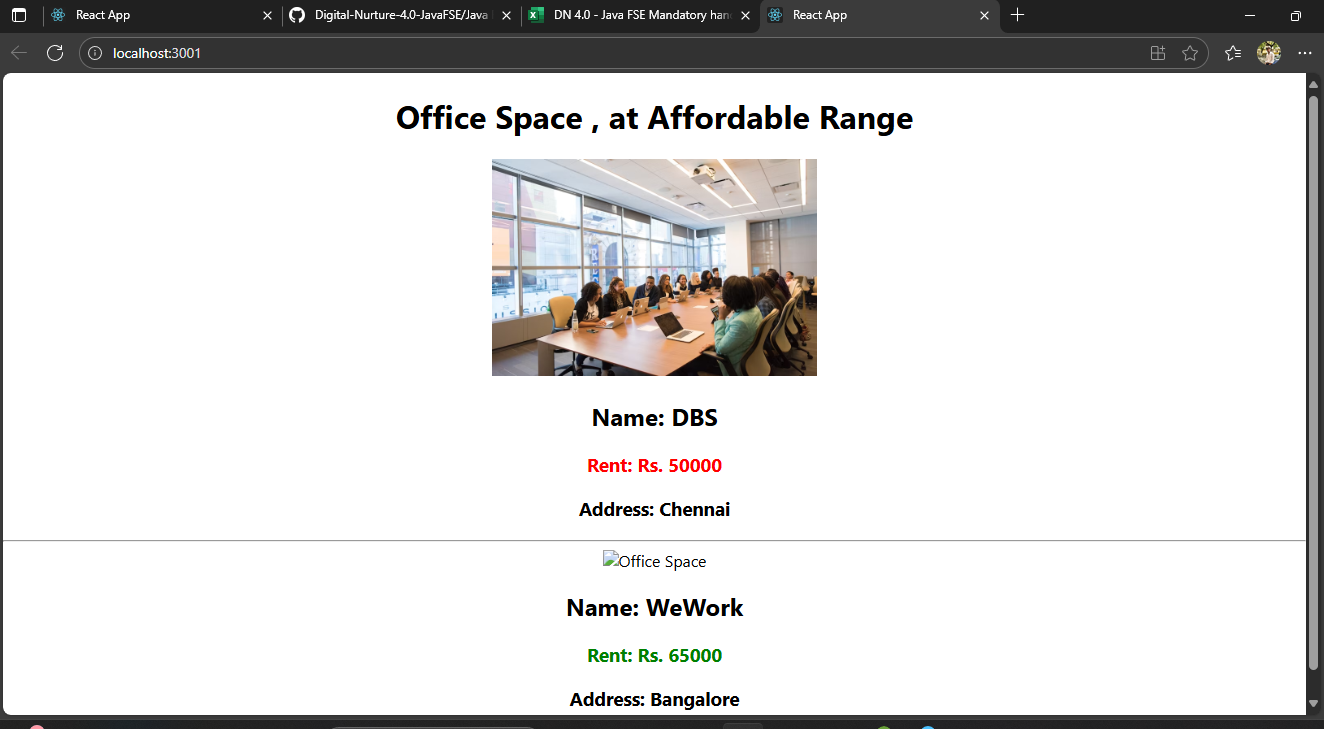 React App
Digital-Nurture-4.0-JavaFSE/Java
DN 4.0 - Java FSE Mandatory han
React App
localhost:3001
Office Space , at Affordable Range
Name: DBS
Rent: Rs. 50000
Address: Chennai
Office Space
Name: WeWork
Rent: Rs. 65000
Address: Bangalore